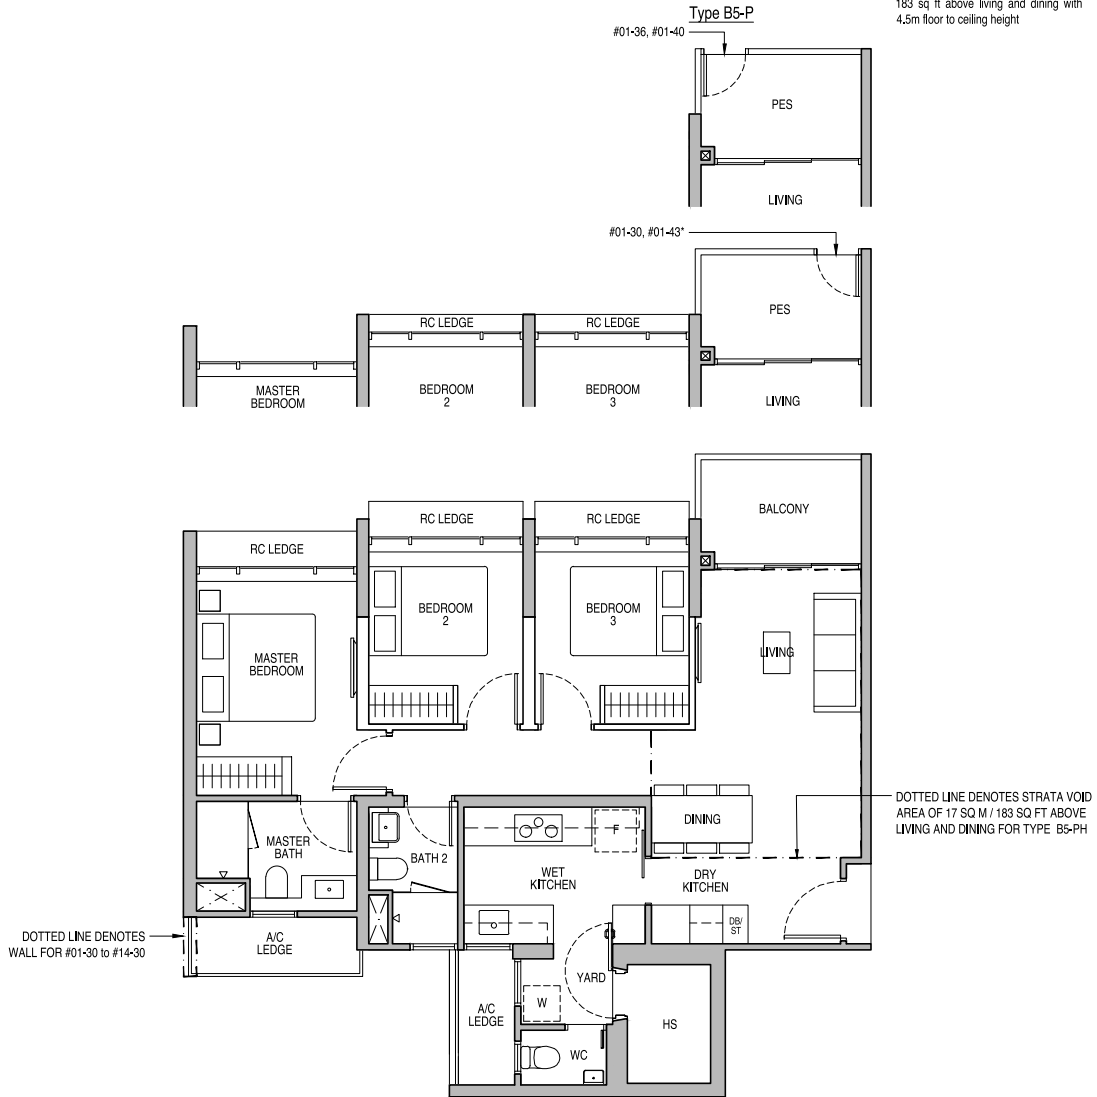 183 sq ft above living and dining with
4.5m floor to ceiling height
Type B5-P
#01-36, #01-40
PES
LIVING
#01-30, #01-43*
PES
RC LEDGE
RC LEDGE
MASTER
BEDROOM
BEDROOM
2
BEDROOM
3
LIVING
BALCONY
RC LEDGE
RC LEDGE
RC LEDGE
BEDROOM
2
BEDROOM
3
MASTER
BEDROOM
LIVING
DOTTED LINE DENOTES STRATA VOID
AREA OF 17 SQ M / 183 SQ FT ABOVE
LIVING AND DINING FOR TYPE B5-PH
DINING
F
MASTER
BATH
BATH 2
WET
KITCHEN
DRY
KITCHEN
DB/
ST
DOTTED LINE DENOTES
WALL FOR #01-30 to #14-30
A/C
LEDGE
YARD
W
A/C
LEDGE
HS
WC